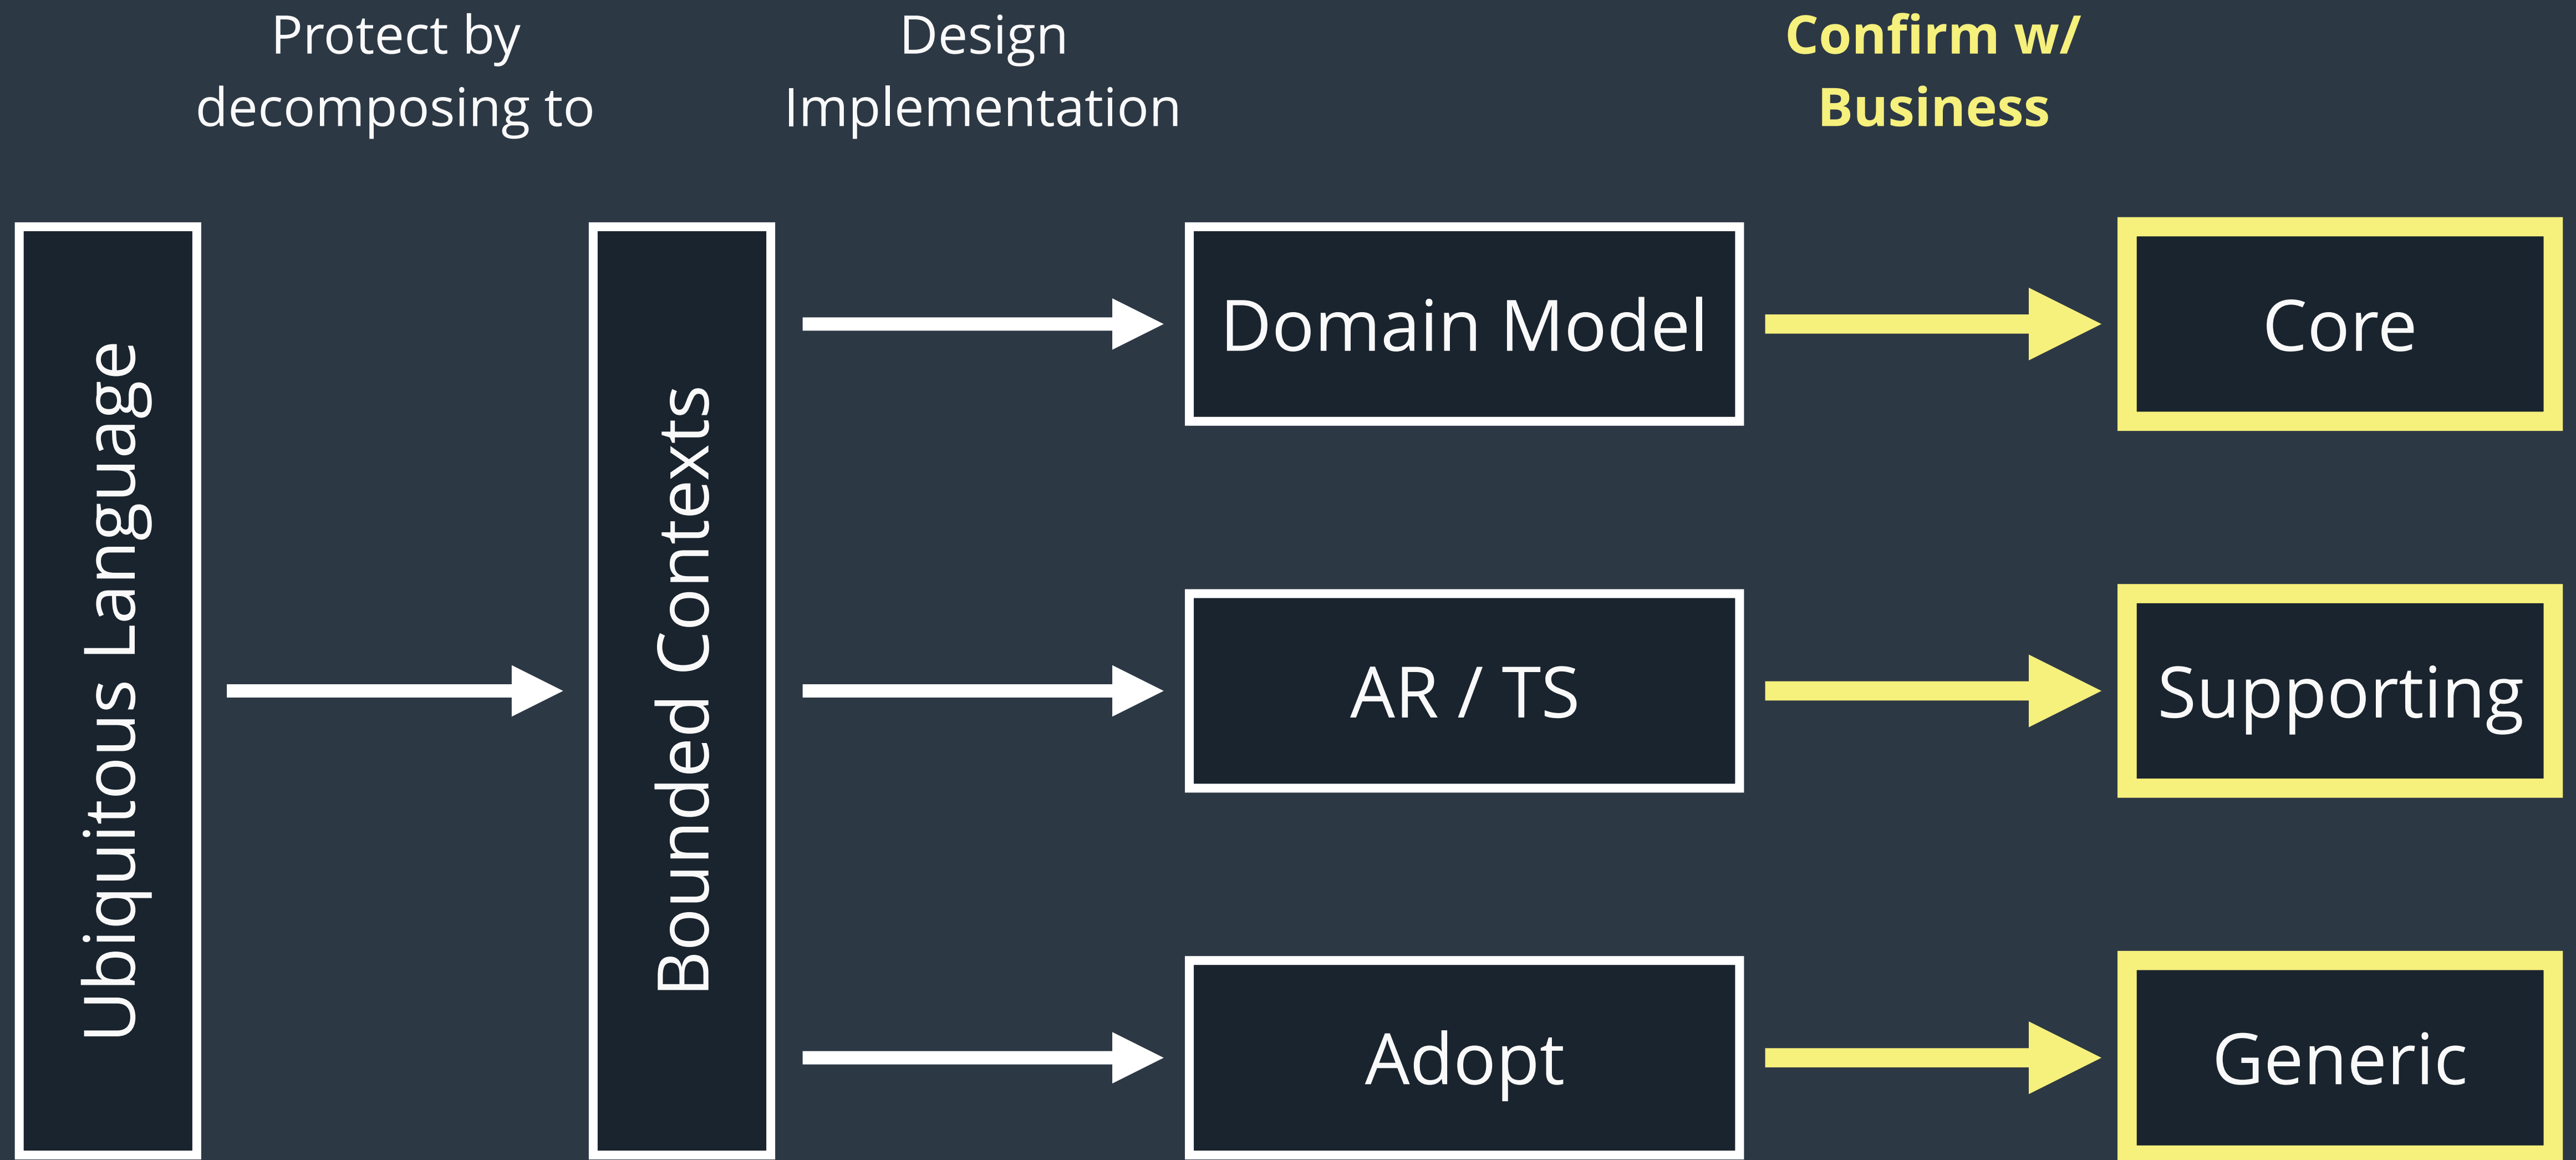 Protect by
decomposing to
Design
Implementation
Confirm w/
Business
Ubiquitous Language
Bounded Contexts
Domain Model
Core
AR / TS
Supporting
Adopt
Generic